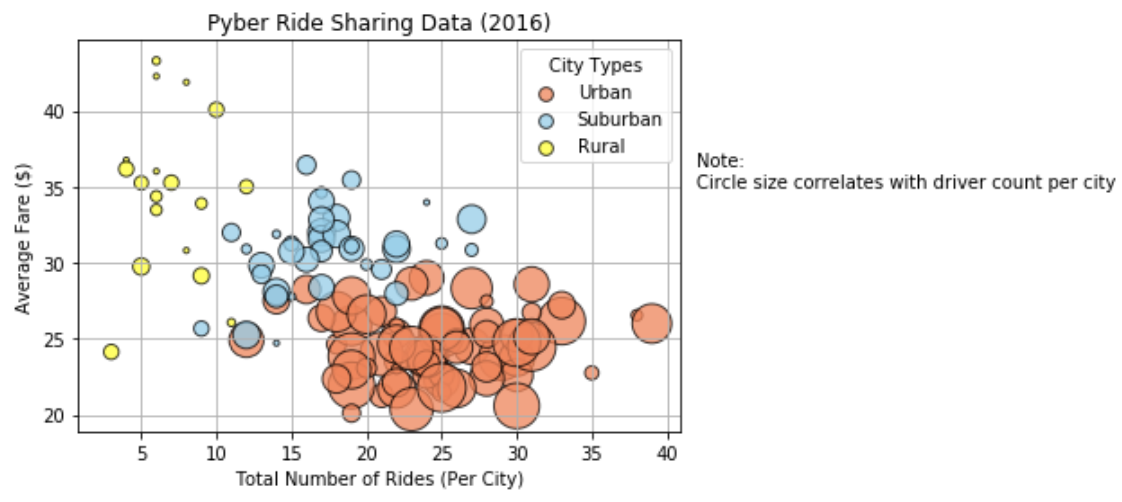 Pyber Ride Sharing Data (2016)
City Types
Urban
Suburban
Rural
40
35
30
25
20
Average Fare ($)
5 10 15 20 25 30 35 40
Total Number of Rides (Per City)
Note:
Circle size correlates with driver count per city